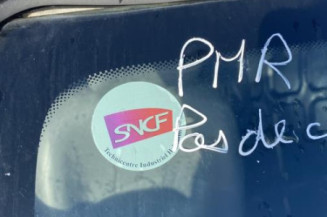 PMR
Pas de c
SNCF
Technicentre Industriel